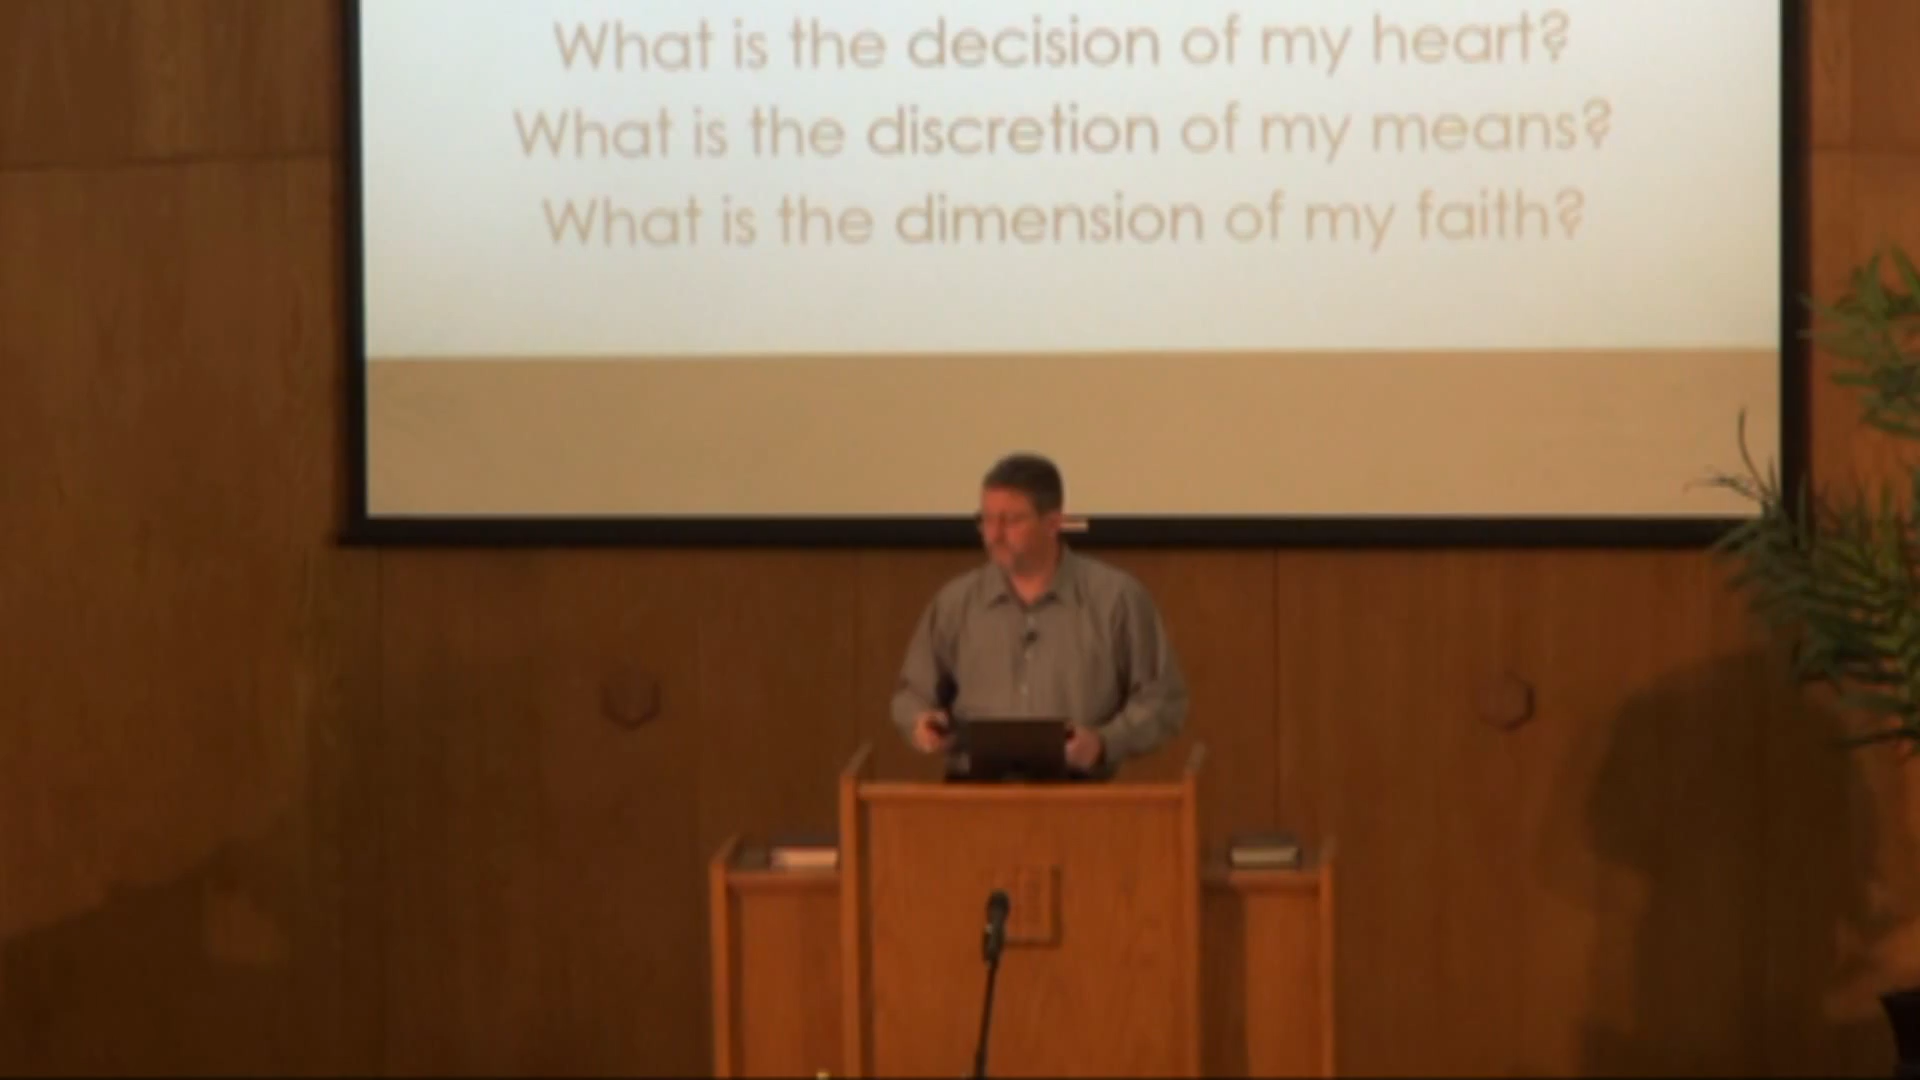 What is the decision of my heart?
What is the discretion of my means?
What is the dimension of my faith?